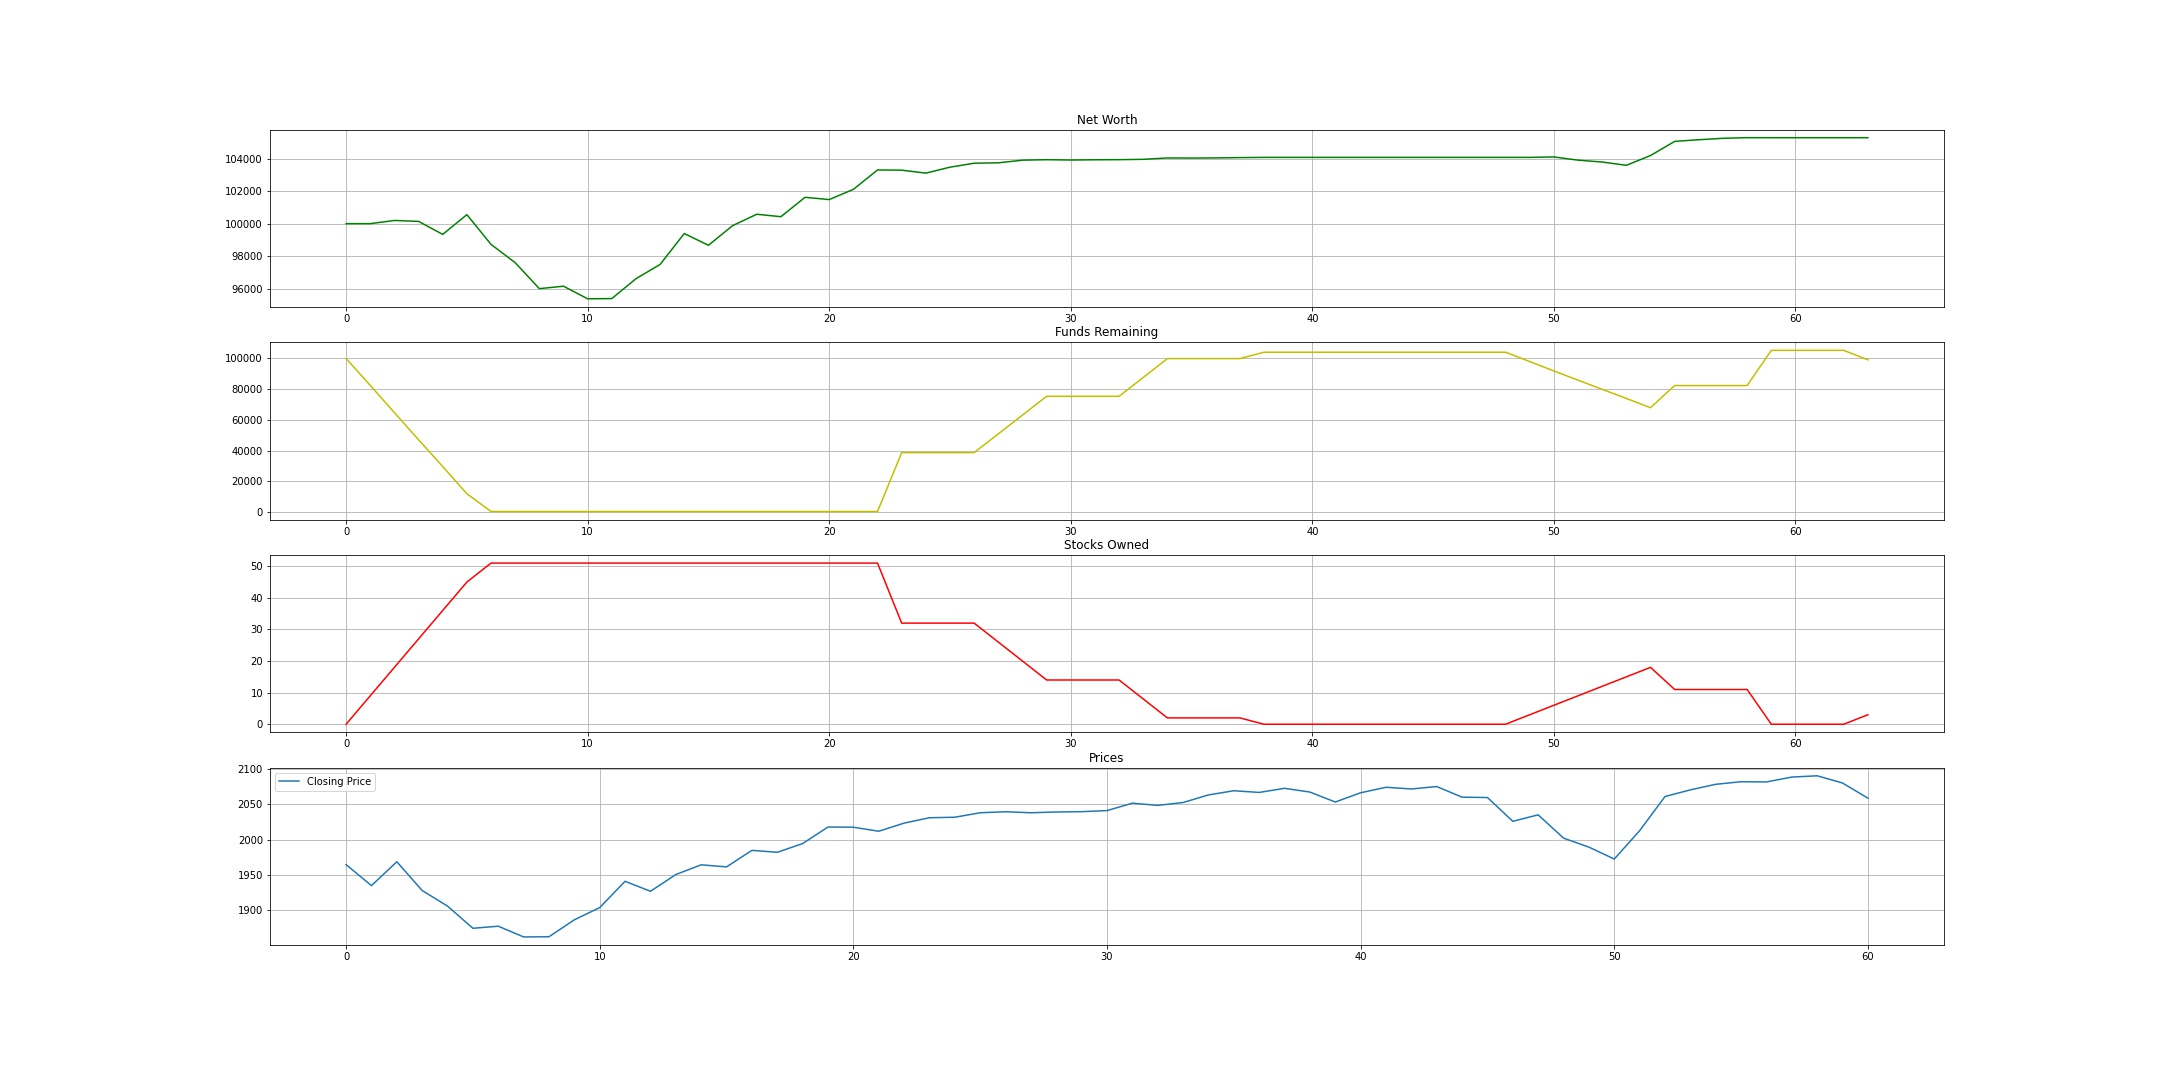 Net Worth
104000
102000
100000
98000
96000
0 10 20 30 40 50 60
Funds Remaining
100000
80000
60000
40000
20000
0
0 10 20 30 40 50 60
Stocks Owned
50
40
30
20
10
0
0 10 20 30 40 50 60
Prices
2100
Closing Price
2050
2000
1950
1900
0 10 20 30 40 50 60